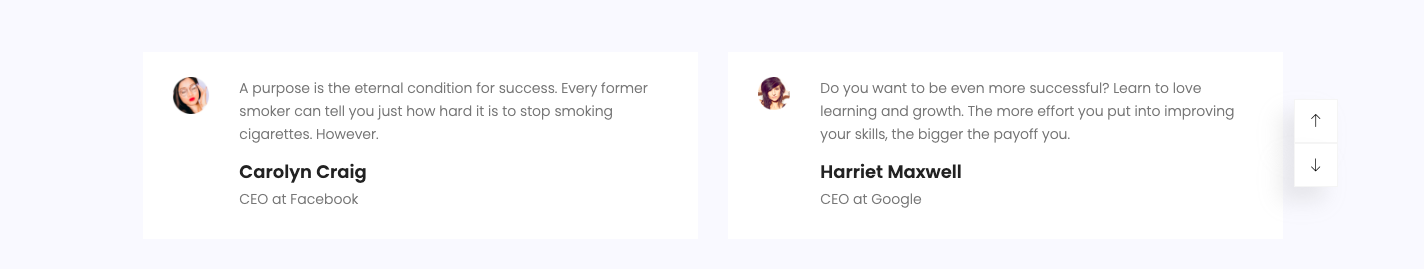 A purpose is the eternal condition for success. Every former
smoker can tell you just how hard it is to stop smoking
cigarettes. However.
Carolyn Craig
CEO at Facebook
Do you want to be even more successful? Learn to love
learning and growth. The more effort you put into improving
your skills, the bigger the payoff you.
Harriet Maxwell
CEO at Google